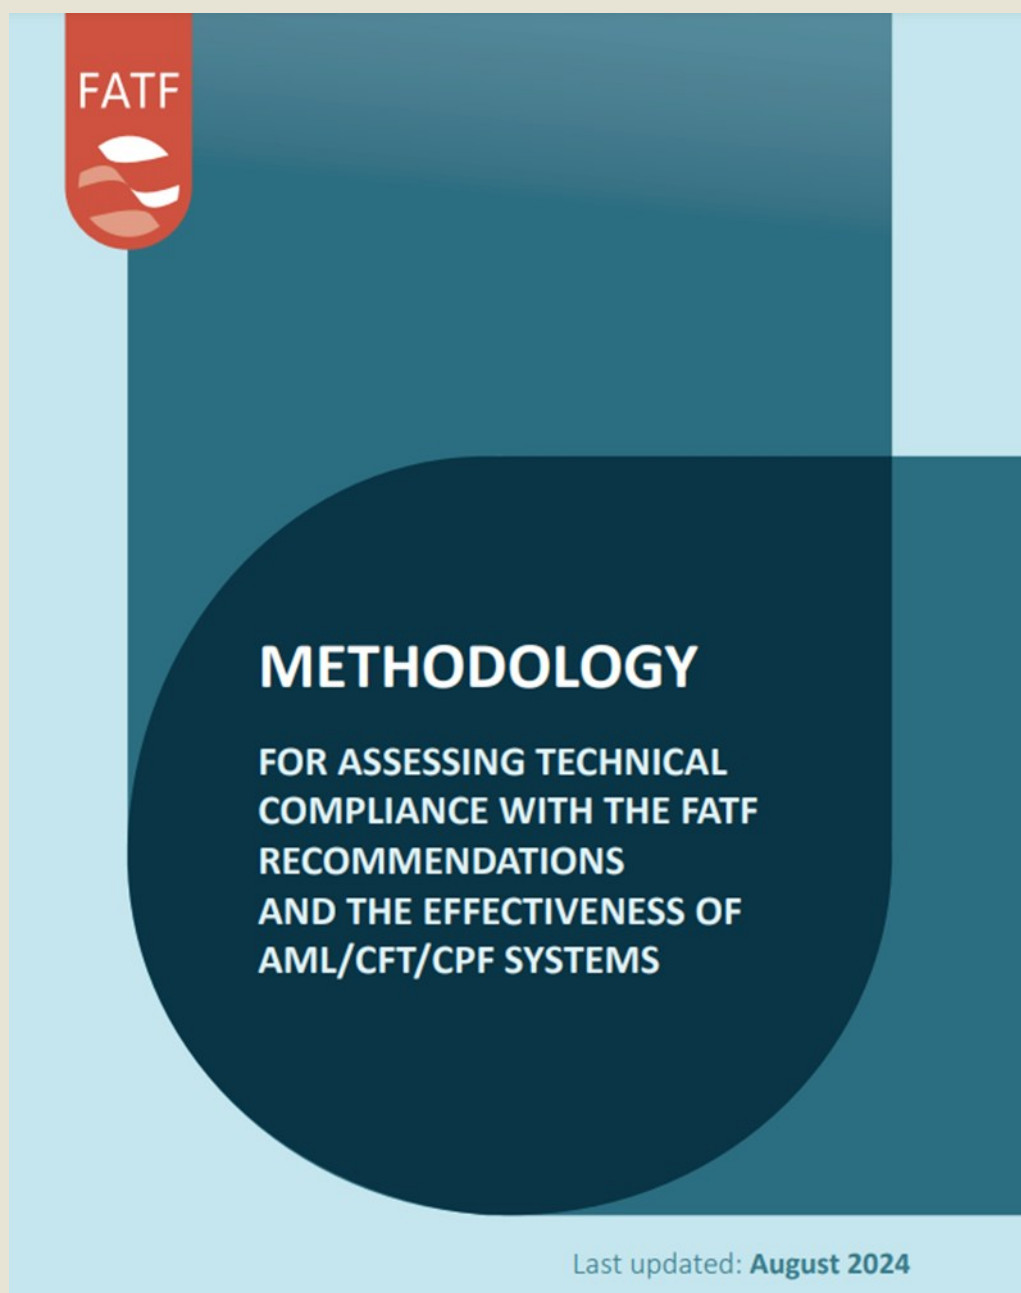 FATF
METHODOLOGY
FOR ASSESSING TECHNICAL
COMPLIANCE WITH THE FATF
RECOMMENDATIONS
AND THE EFFECTIVENESS OF
AML/CFT/CPF SYSTEMS
Last updated: August 2024